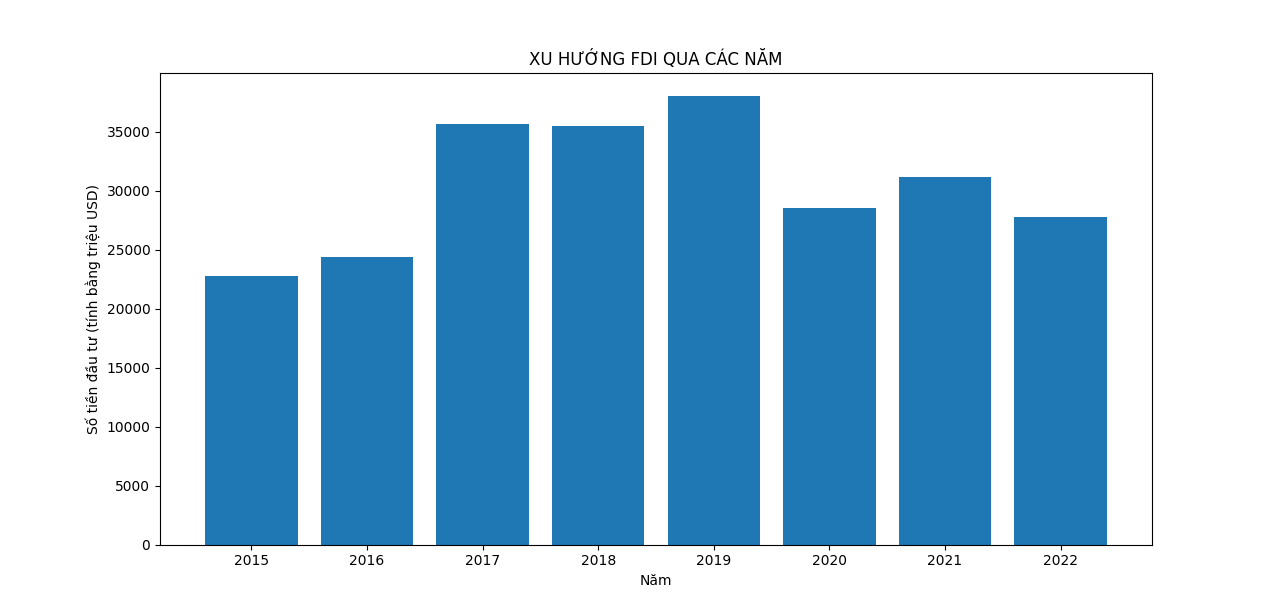 XU HƯỚNG FDI QUA CÁC NĂM
Số tiền đầu tư (tính bằng triệu USD)
35000
30000
25000
20000
15000
10000
5000
0
2015 2016 2017 2018 2019 2020 2021 2022
Năm